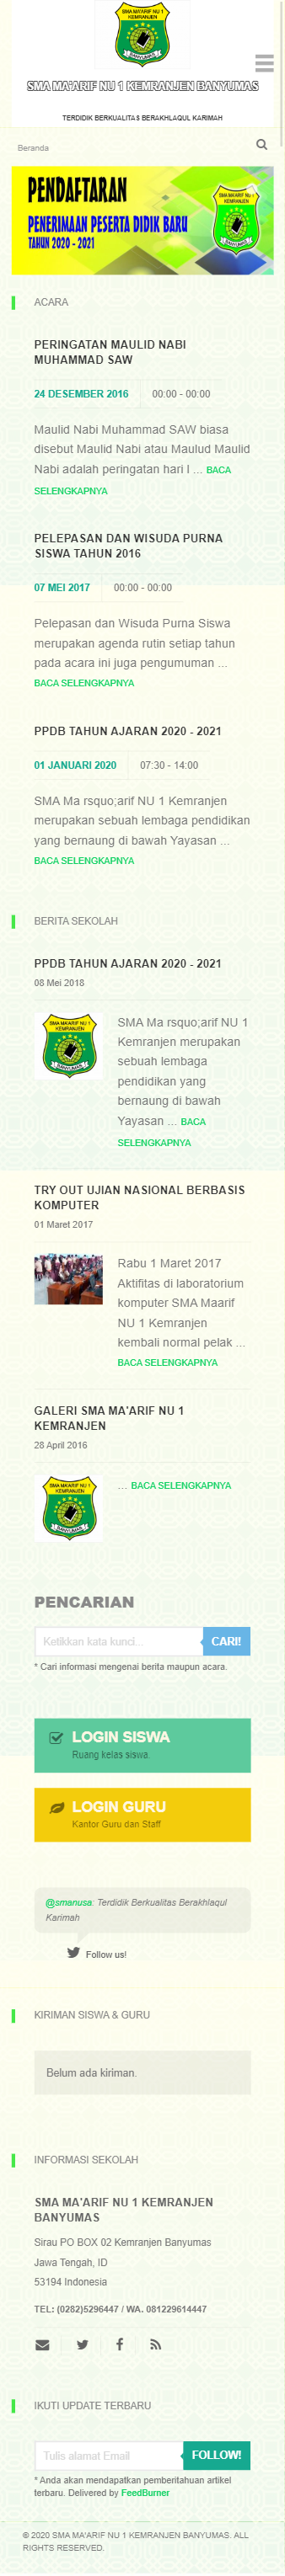 SMA MA'ARIF NU 1
KEMRANJEN
BANYUMAS
SMA MA'ARIF NU 1 KEMRANJEN BANYUMAS
TERDIDIK BERKUALITAS BERAKHLAQUL KARIMAH
Beranda
PENDAFTARAN
PENERIMAAN PESERTA DIDIK BARU
TAHUN 2020 - 2021
ACARA
PERINGATAN MAULID NABI
MUHAMMAD SAW
24 DESEMBER 2016 00:00 - 00:00
Maulid Nabi Muhammad SAW biasa
disebut Maulid Nabi atau Maulud Maulid
Nabi adalah peringatan hari l ... BACA
SELENGKAPNYA
PELEPASAN DAN WISUDA PURNA
SISWA TAHUN 2016
07 MEI 2017 00:00 - 00:00
Pelepasan dan Wisuda Purna Siswa
merupakan agenda rutin setiap tahun
pada acara ini juga pengumuman ...
BACA SELENGKAPNYA
PPDB TAHUN AJARAN 2020 - 2021
01 JANUARI 2020 07:30 - 14:00
SMA Ma rsquo;arif NU 1 Kemranjen
merupakan sebuah lembaga pendidikan
yang bernaung di bawah Yayasan ...
BACA SELENGKAPNYA
BERITA SEKOLAH
PPDB TAHUN AJARAN 2020 - 2021
08 Mei 2018
SMA Ma rsquo;arif NU 1
Kemranjen merupakan
sebuah lembaga
pendidikan yang
bernaung di bawah
Yayasan ... BACA
SELENGKAPNYA
TRY OUT UJIAN NASIONAL BERBASIS
KOMPUTER
01 Maret 2017
Rabu 1 Maret 2017
Aktifitas di laboratorium
komputer SMA Maarif
NU 1 Kemranjen
kembali normal pelak ...
BACA SELENGKAPNYA
GALERI SMA MA'ARIF NU 1
KEMRANJEN
28 April 2016
... BACA SELENGKAPNYA
PENCARIAN
Ketikkan kata kunci... CARI!
* Cari informasi mengenai berita maupun acara.
LOGIN SISWA
Ruang kelas siswa.
LOGIN GURU
Kantor Guru dan Staff
@smanusa: Terdidik Berkualitas Berakhlaqul
Karimah
Follow us!
KIRIMAN SISWA & GURU
Belum ada kiriman.
INFORMASI SEKOLAH
SMA MA'ARIF NU 1 KEMRANJEN
BANYUMAS
Sirau PO BOX 02 Kemranjen Banyumas
Jawa Tengah, ID
53194 Indonesia
TEL: (0282)5296447 / WA. 081229614447
IKUTI UPDATE TERBARU
Tulis alamat Email FOLLOW!
* Anda akan mendapatkan pemberitahuan artikel
terbaru. Delivered by FeedBurner
© 2020 SMA MA'ARIF NU 1 KEMRANJEN BANYUMAS. ALL
RIGHTS RESERVED.